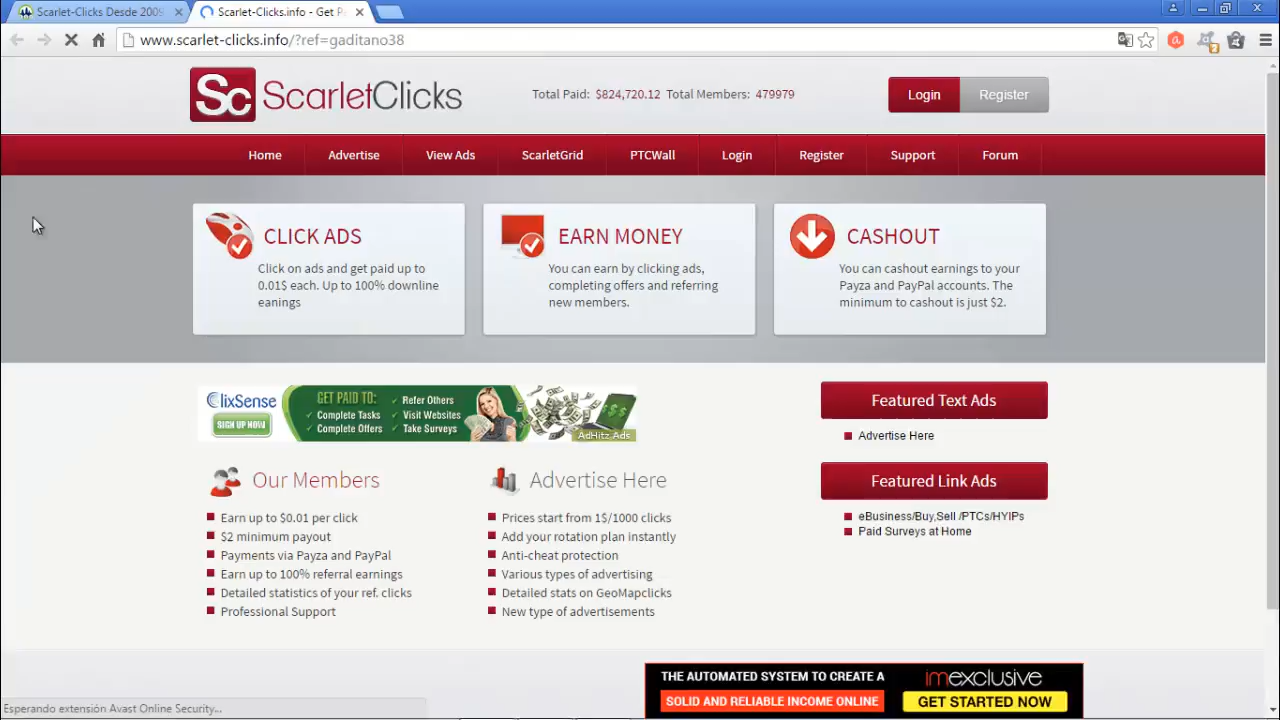 Scarlet-Clicks Desde 2009
Scarlet-Clicks.info - Get P
www.scarlet-clicks.info/?ref=gaditano38
Sc ScarletClicks
Total Paid: $824,720.12 Total Members: 479979
Login Register
Home Advertise View Ads ScarletGrid PTCWall Login Register Support Forum
CLICK ADS
Click on ads and get paid up to
0.01$ each. Up to 100% downline
eanings
EARN MONEY
You can earn by clicking ads,
completing offers and referring
new members.
CASHOUT
You can cashout earnings to your
Payza and PayPal accounts. The
minimum to cashout is just $2.
ClixSense
SIGN UP NOW!
GET PAID TO:
✓ Complete Tasks
✓ Complete Offers
✓ Refer Others
✓ Visit Websites
✓ Take Surveys
AdHitz Ads
Our Members
Earn up to $0.01 per click
$2 minimum payout
Payments via Payza and PayPal
Earn up to 100% referral earnings
Detailed statistics of your ref. clicks
Professional Support
Advertise Here
Prices start from 1$/1000 clicks
Add your rotation plan instantly
Anti-cheat protection
Various types of advertising
Detailed stats on GeoMapclicks
New type of advertisements
Featured Text Ads
Advertise Here
Featured Link Ads
eBusiness/Buy,Sell /PTCs/HYIPs
Paid Surveys at Home
THE AUTOMATED SYSTEM TO CREATE A
SOLID AND RELIABLE INCOME ONLINE
imexclusive
GET STARTED NOW
Esperando extensión Avast Online Security...